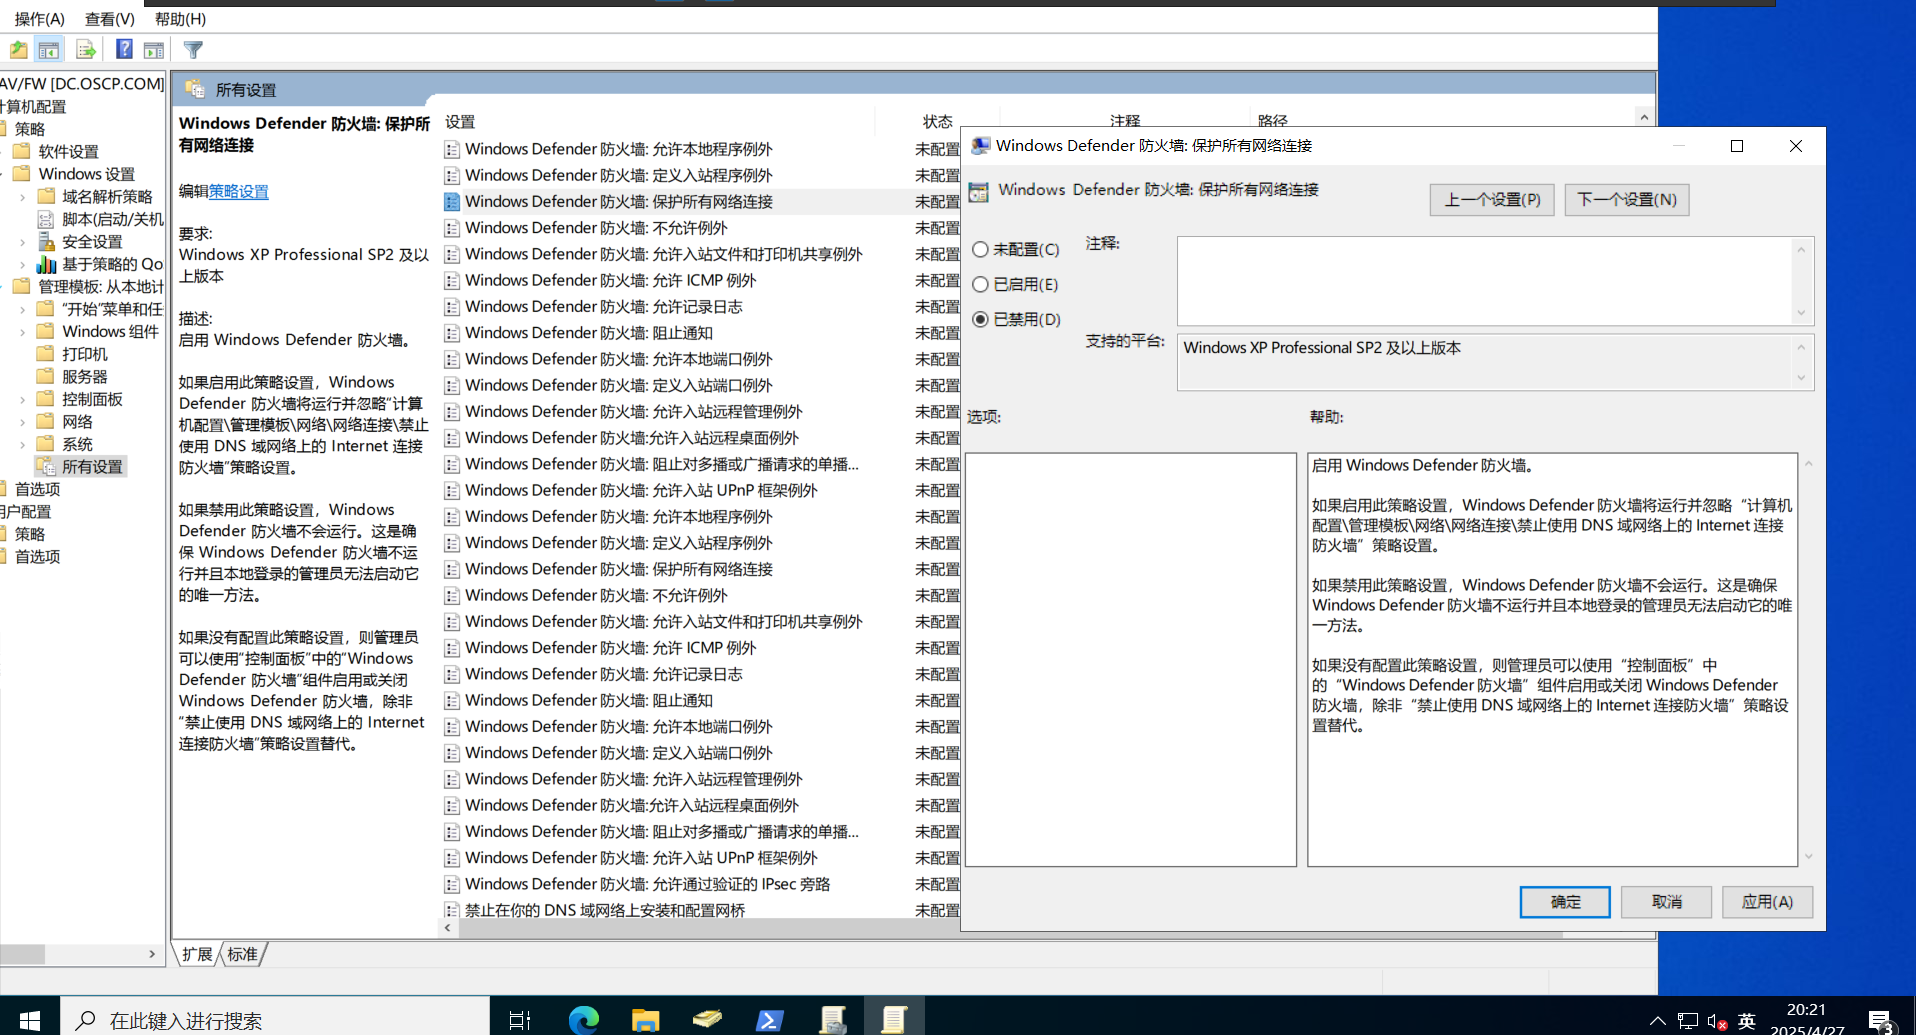 操作(A) 查看(V) 帮助(H)
AV/FW [DC.OSCP.COM]
计算机配置
策略
软件设置
Windows 设置
域名解析策略
脚本(启动/关机
安全设置
基于策略的 Qo
管理模板: 从本地计
“开始”菜单和任
Windows 组件
打印机
服务器
控制面板
网络
系统
所有设置
首选项
用户配置
策略
首选项
所有设置
Windows Defender 防火墙: 保护所
有网络连接
编辑策略设置
要求:
Windows XP Professional SP2 及以
上版本
描述:
启用 Windows Defender 防火墙。
如果启用此策略设置，Windows
Defender 防火墙将运行并忽略“计算
机配置\管理模板\网络\网络连接\禁止
使用 DNS 域网络上的 Internet 连接
防火墙”策略设置。
如果禁用此策略设置，Windows
Defender 防火墙不会运行。这是确
保 Windows Defender 防火墙不运
行并且本地登录的管理员无法启动它
的唯一方法。
如果没有配置此策略设置，则管理员
可以使用“控制面板”中的“Windows
Defender 防火墙”组件启用或关闭
Windows Defender 防火墙，除非
“禁止使用 DNS 域网络上的 Internet
连接防火墙”策略设置替代。
设置 状态 注释 路径
Windows Defender 防火墙: 允许本地程序例外 未配置
Windows Defender 防火墙: 定义入站程序例外 未配置
Windows Defender 防火墙: 保护所有网络连接 未配置
Windows Defender 防火墙: 不允许例外 未配置
Windows Defender 防火墙: 允许入站文件和打印机共享例外 未配置
Windows Defender 防火墙: 允许 ICMP 例外 未配置
Windows Defender 防火墙: 允许记录日志 未配置
Windows Defender 防火墙: 阻止通知 未配置
Windows Defender 防火墙: 允许本地端口例外 未配置
Windows Defender 防火墙: 定义入站端口例外 未配置
Windows Defender 防火墙: 允许入站远程管理例外 未配置
Windows Defender 防火墙:允许入站远程桌面例外 未配置
Windows Defender 防火墙: 阻止对多播或广播请求的单播... 未配置
Windows Defender 防火墙: 允许入站 UPnP 框架例外 未配置
Windows Defender 防火墙: 允许本地程序例外 未配置
Windows Defender 防火墙: 定义入站程序例外 未配置
Windows Defender 防火墙: 保护所有网络连接 未配置
Windows Defender 防火墙: 不允许例外 未配置
Windows Defender 防火墙: 允许入站文件和打印机共享例外 未配置
Windows Defender 防火墙: 允许 ICMP 例外 未配置
Windows Defender 防火墙: 允许记录日志 未配置
Windows Defender 防火墙: 阻止通知 未配置
Windows Defender 防火墙: 允许本地端口例外 未配置
Windows Defender 防火墙: 定义入站端口例外 未配置
Windows Defender 防火墙: 允许入站远程管理例外 未配置
Windows Defender 防火墙:允许入站远程桌面例外 未配置
Windows Defender 防火墙: 阻止对多播或广播请求的单播... 未配置
Windows Defender 防火墙: 允许入站 UPnP 框架例外 未配置
Windows Defender 防火墙: 允许通过验证的 IPsec 旁路 未配置
禁止在你的 DNS 域网络上安装和配置网桥 未配置
扩展 标准
Windows Defender 防火墙: 保护所有网络连接
Windows Defender 防火墙: 保护所有网络连接
上一个设置(P) 下一个设置(N)
未配置(C) 注释:
已启用(E)
已禁用(D)
支持的平台: Windows XP Professional SP2 及以上版本
选项: 帮助:
启用 Windows Defender 防火墙。
如果启用此策略设置，Windows Defender 防火墙将运行并忽略“计算机
配置\管理模板\网络\网络连接\禁止使用 DNS 域网络上的 Internet 连接
防火墙”策略设置。
如果禁用此策略设置，Windows Defender 防火墙不会运行。这是确保
Windows Defender 防火墙不运行并且本地登录的管理员无法启动它的唯
一方法。
如果没有配置此策略设置，则管理员可以使用“控制面板”中
的“Windows Defender 防火墙”组件启用或关闭 Windows Defender
防火墙，除非“禁止使用 DNS 域网络上的 Internet 连接防火墙”策略设
置替代。
确定 取消 应用(A)
在此键入进行搜索
英
20:21
2025/4/27
3